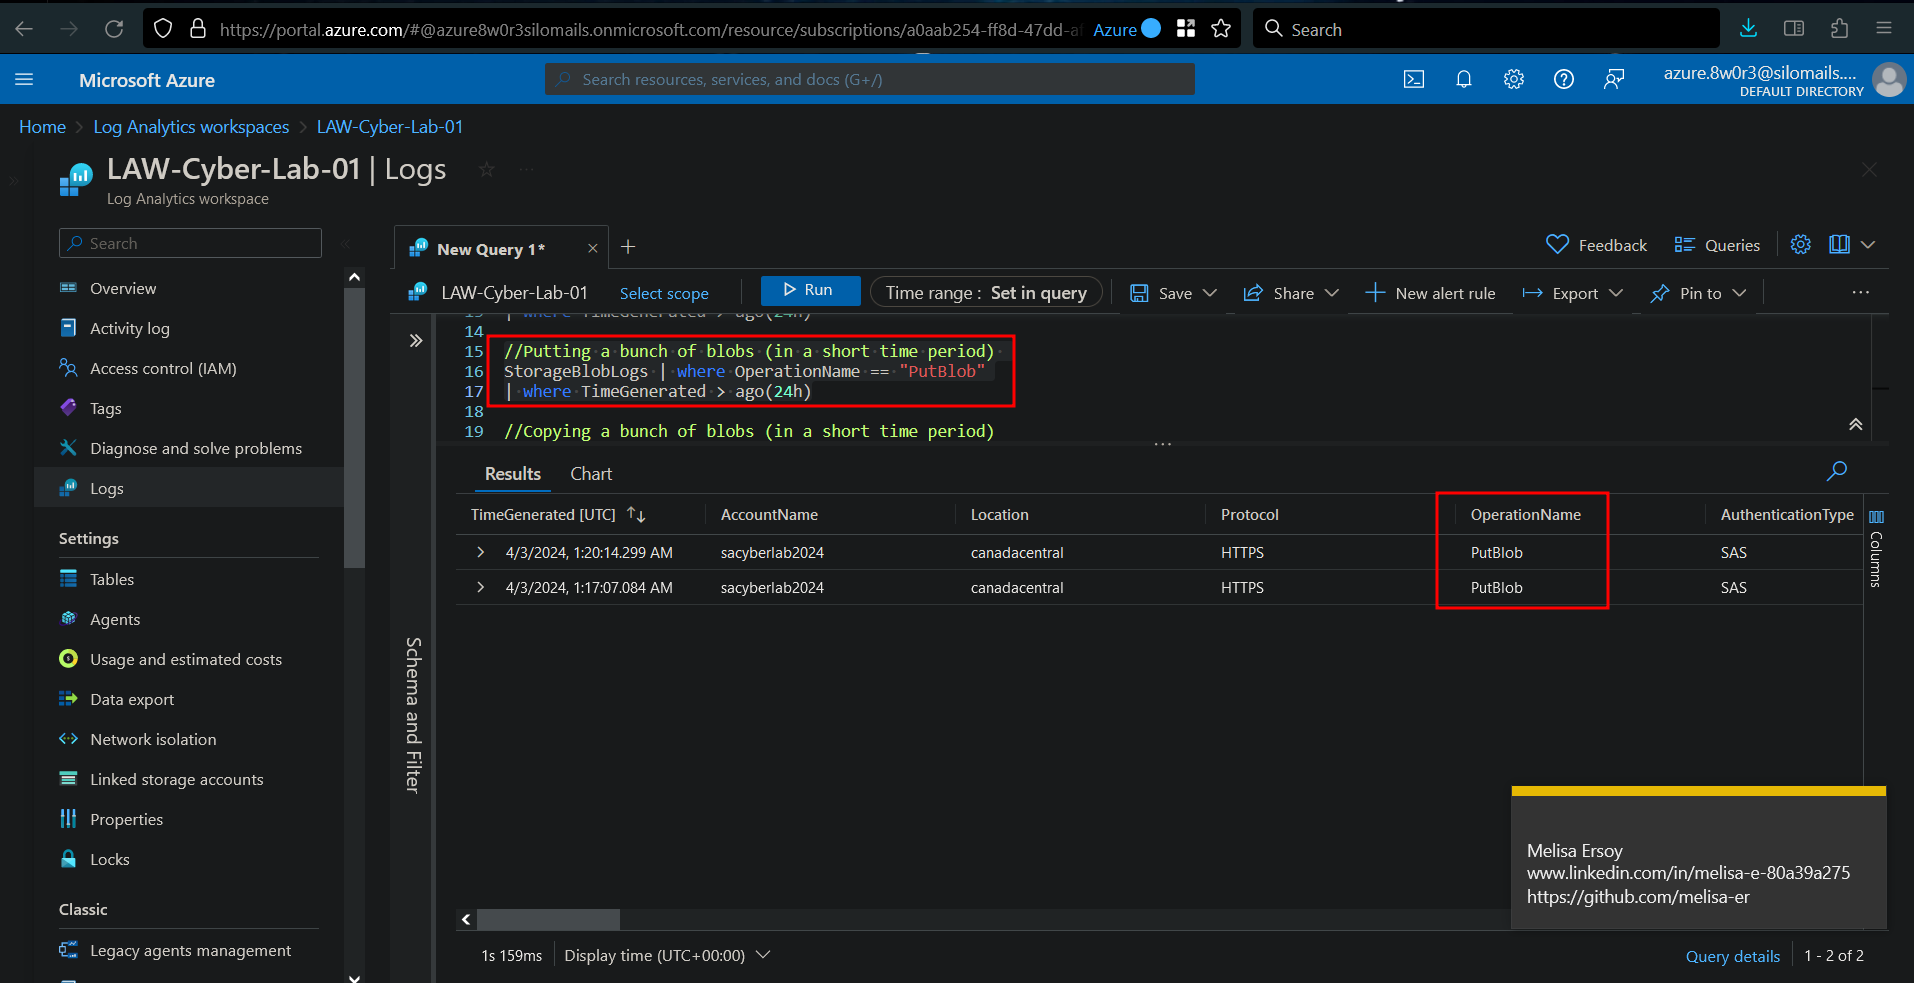 https://portal.azure.com/#@azure8w0r3silomails.onmicrosoft.com/resource/subscriptions/a0aab254-ff8d-47dd-a
Azure
Search
Microsoft Azure
Search resources, services, and docs (G+/)
azure.8w0r3@silomails....
DEFAULT DIRECTORY
Home > Log Analytics workspaces > LAW-Cyber-Lab-01
LAW-Cyber-Lab-01 | Logs
Log Analytics workspace
Search
Overview
Activity log
Access control (IAM)
Tags
Diagnose and solve problems
Logs
Settings
Tables
Agents
Usage and estimated costs
Data export
Network isolation
Linked storage accounts
Properties
Locks
Classic
Legacy agents management
New Query 1*
Feedback
Queries
LAW-Cyber-Lab-01
Select scope
Run
Time range : Set in query
Save
Share
New alert rule
Export
Pin to
Schema and Filter
13 | where TimeGenerated > ago(24h)
14
15 //Putting a bunch of blobs (in a short time period)
16 StorageBlobLogs | where OperationName == "PutBlob"
17 | where TimeGenerated > ago(24h)
18
19 //Copying a bunch of blobs (in a short time period)
Results Chart
TimeGenerated [UTC] AccountName Location Protocol OperationName AuthenticationType
4/3/2024, 1:20:14.299 AM sacyberlab2024 canadacentral HTTPS PutBlob SAS
4/3/2024, 1:17:07.084 AM sacyberlab2024 canadacentral HTTPS PutBlob SAS
Columns
Melisa Ersoy
www.linkedin.com/in/melisa-e-80a39a275
https://github.com/melisa-er
1s 159ms
Display time (UTC+00:00)
Query details
1 - 2 of 2